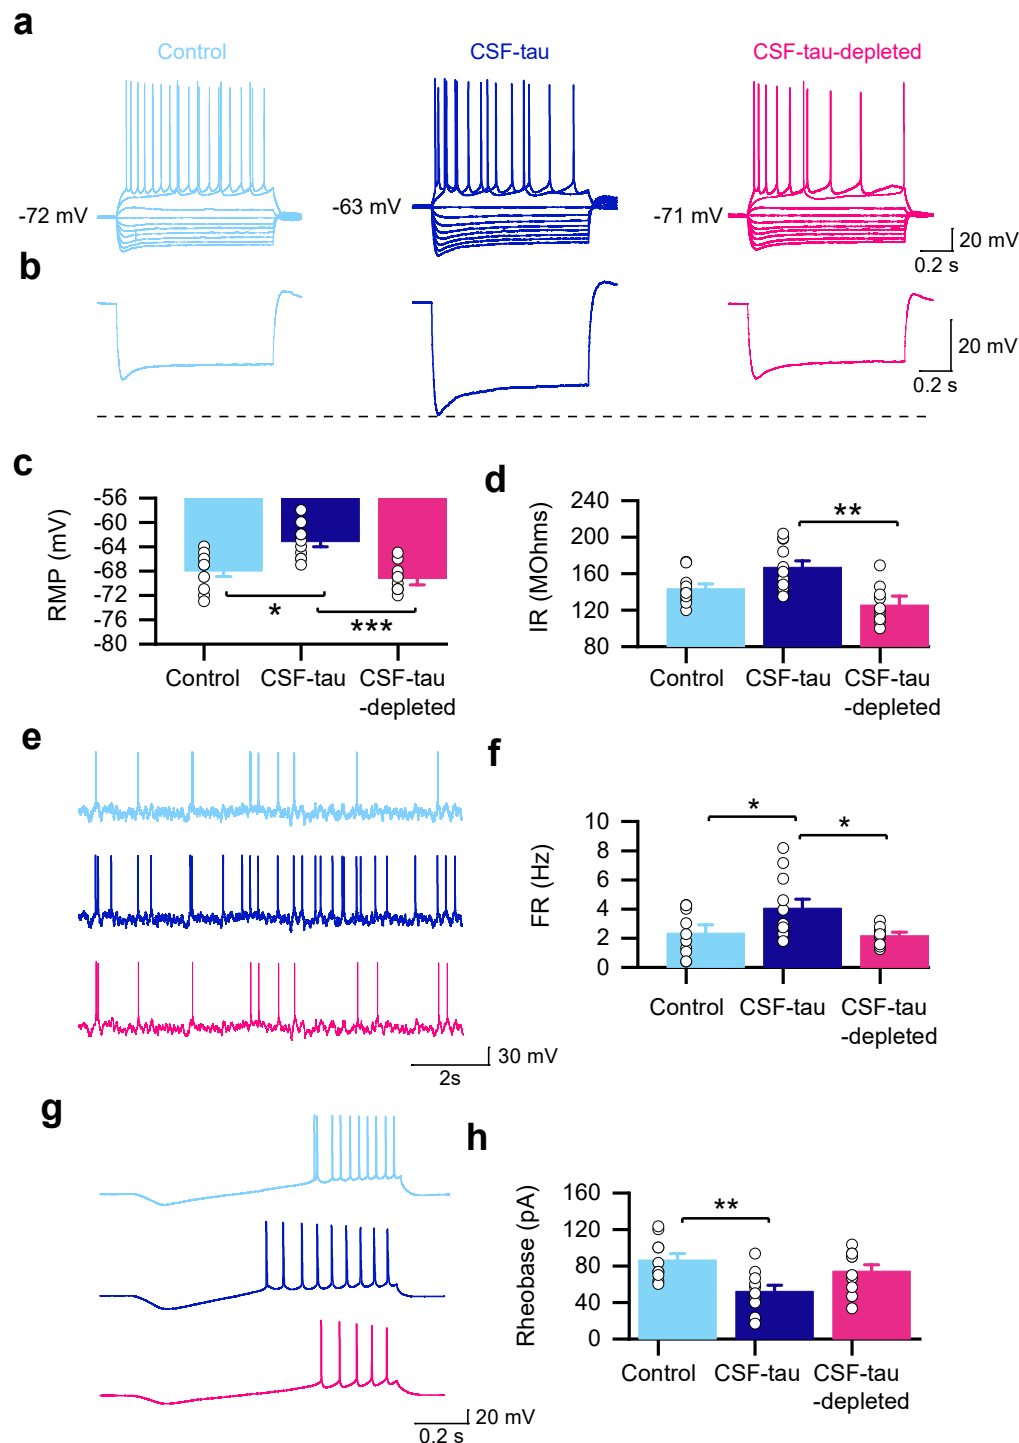 a
Control
CSF-tau
CSF-tau-depleted
-72 mV
-63 mV
-71 mV
20 mV
0.2 s
b
20 mV
0.2 s
c
RMP (mV)
-56
-60
-64
-68
-72
-76
-80
*
***
Control
CSF-tau
CSF-tau
-depleted
d
IR (MOhms)
240
200
160
120
80
**
Control
CSF-tau
CSF-tau
-depleted
e
30 mV
2s
f
FR (Hz)
10
8
6
4
2
0
*
*
Control
CSF-tau
CSF-tau
-depleted
g
20 mV
0.2 s
h
Rheobase (pA)
160
120
80
40
0
**
Control
CSF-tau
CSF-tau
-depleted